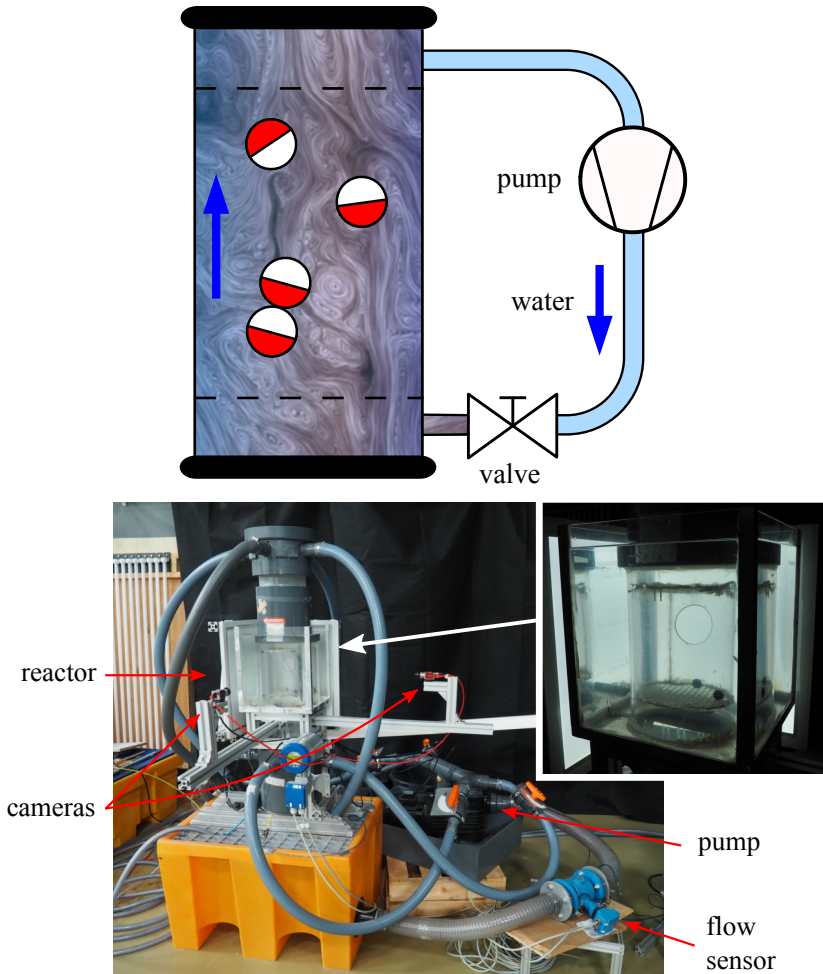 pump
water
valve
reactor
cameras
pump
flow
sensor